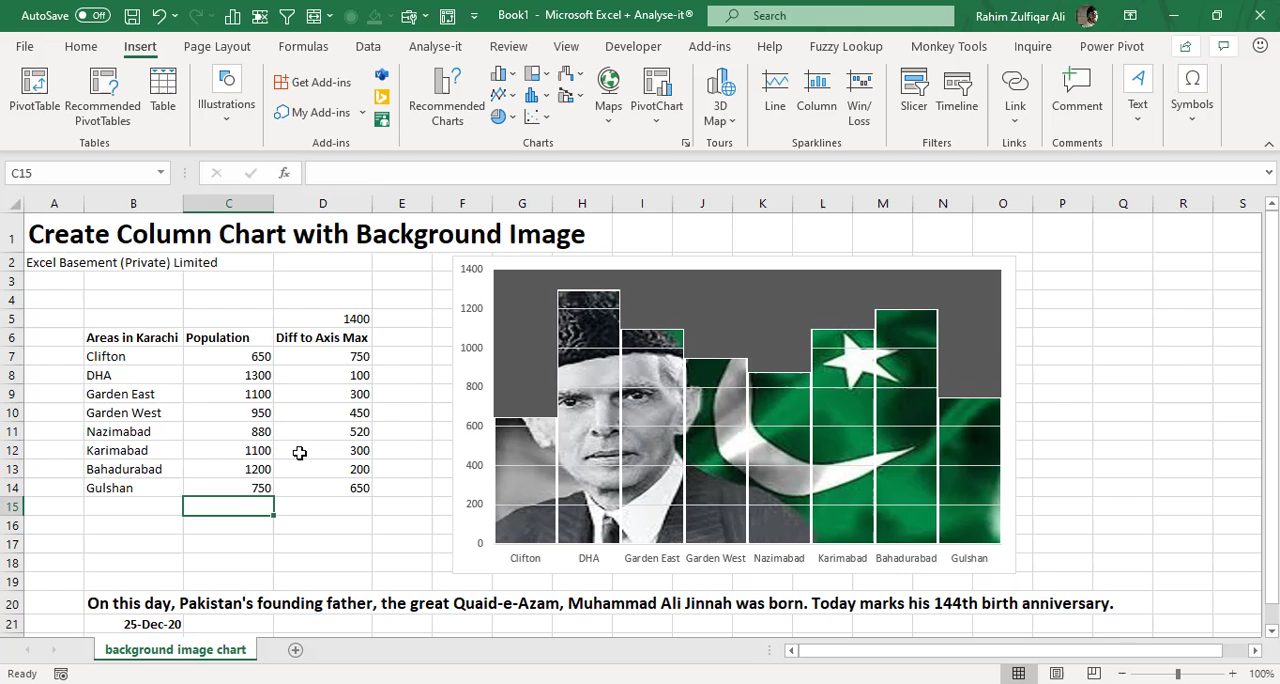 AutoSave Off Book1 - Microsoft Excel + Analyse-it® Search Rahim Zulfiqar Ali
File Home Insert Page Layout Formulas Data Analyse-it Review View Developer Add-ins Help Fuzzy Lookup Monkey Tools Inquire Power Pivot
PivotTable Recommended PivotTables Table Illustrations Get Add-ins My Add-ins Recommended Charts Maps PivotChart 3D Map Line Column Win/Loss Slicer Timeline Link Comment Text Symbols
Tables Add-ins Charts Tours Sparklines Filters Links Comments
C15 fx
A B C D E F G H I J K L M N O P Q R S
1 Create Column Chart with Background Image
2 Excel Basement (Private) Limited
3
4
5 1400
6 Areas in Karachi Population Diff to Axis Max
7 Clifton 650 750
8 DHA 1300 100
9 Garden East 1100 300
10 Garden West 950 450
11 Nazimabad 880 520
12 Karimabad 1100 300
13 Bahadurabad 1200 200
14 Gulshan 750 650
15
16
17
18
19
1400
1200
1000
800
600
400
200
0
Clifton DHA Garden East Garden West Nazimabad Karimabad Bahadurabad Gulshan
20 On this day, Pakistan's founding father, the great Quaid-e-Azam, Muhammad Ali Jinnah was born. Today marks his 144th birth anniversary.
21 25-Dec-20
background image chart
Ready 100%